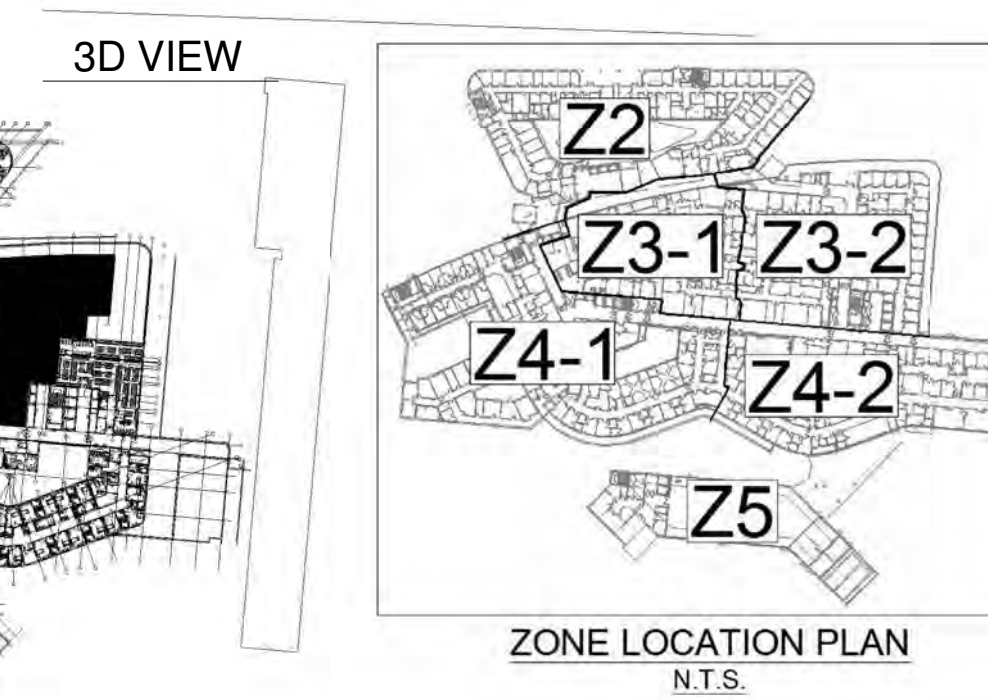 3D VIEW
Z2
Z3-1
Z3-2
Z4-1
Z4-2
Z5
ZONE LOCATION PLAN
N.T.S.